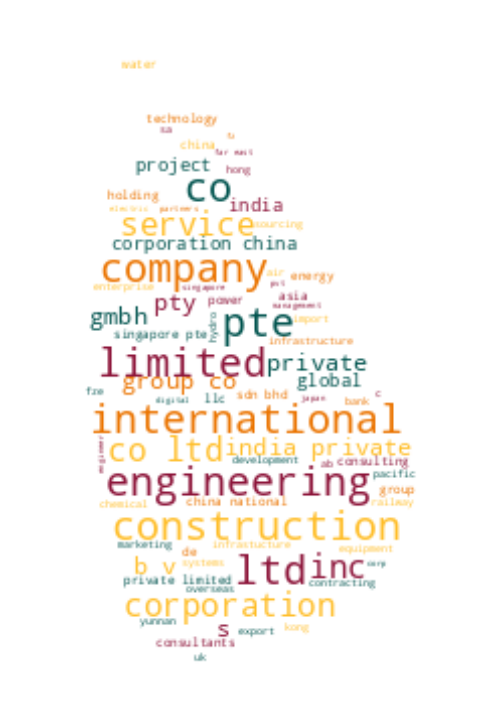 water
technology
sa
tu
china
far east
project
hong
co
holding
india
electric
partners
service
sourcing
corporation china
company
air
energy
enterprise
singapore
pvt
asia
pty
power
management
gmbh
pte
import
singapore pte
hydro
infrastructure
limited
private
group co
global
fze
sdn bhd
c
digital
llc
japan
bank
international
co ltd
india private
engineer
development
ab
consulting
engineering
pacific
group
chemical
china national
railway
construction
marketing
infrastucture
de
equipment
b v
systems
ltd
inc
corp
private limited
contracting
overseas
corporation
yunnan
s
export
kong
consultants
uk